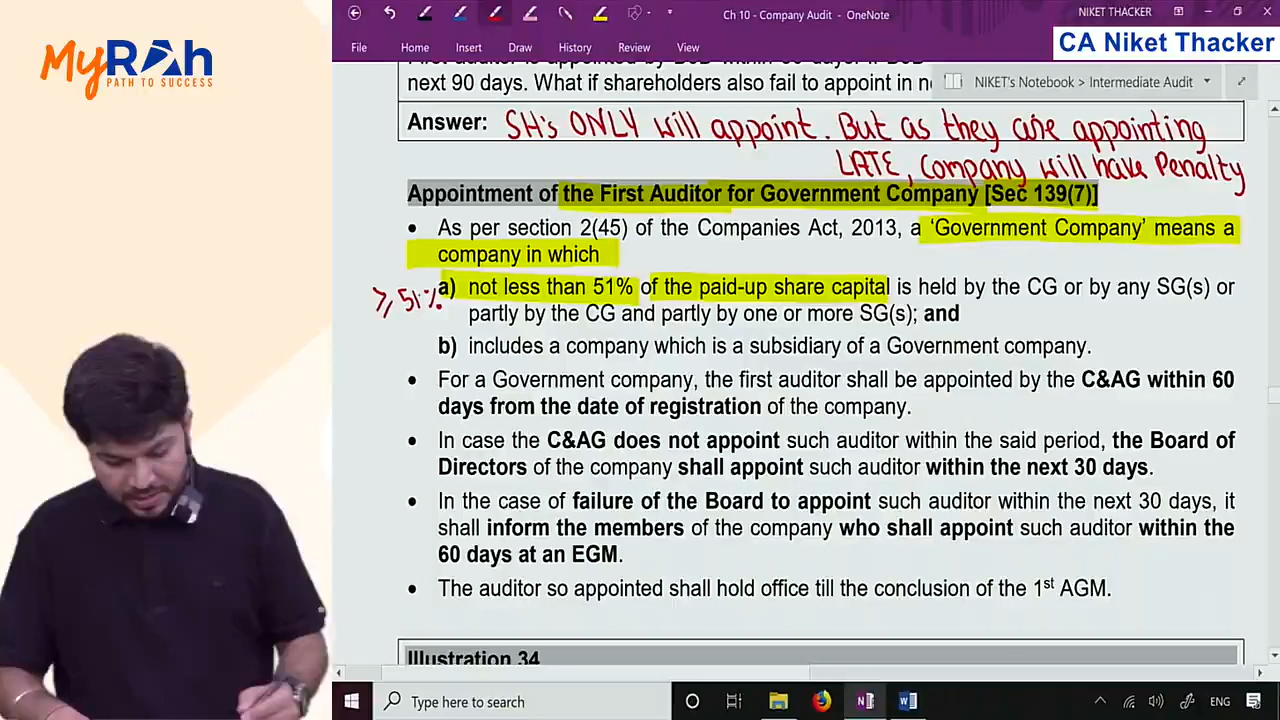 MyRAh
PATH TO SUCCESS
Ch 10 - Company Audit - OneNote
NIKET THACKER
File Home Insert Draw History Review View
CA Niket Thacker
NIKET's Notebook > Intermediate Audit
next 90 days. What if shareholders also fail to appoint in
Answer: SH's ONLY will appoint. But as they are appointing
LATE, Company will have Penalty
Appointment of the First Auditor for Government Company [Sec 139(7)]
• As per section 2(45) of the Companies Act, 2013, a 'Government Company' means a
company in which
≥ 51%
a) not less than 51% of the paid-up share capital is held by the CG or by any SG(s) or
partly by the CG and partly by one or more SG(s); and
b) includes a company which is a subsidiary of a Government company.
• For a Government company, the first auditor shall be appointed by the C&AG within 60
days from the date of registration of the company.
• In case the C&AG does not appoint such auditor within the said period, the Board of
Directors of the company shall appoint such auditor within the next 30 days.
• In the case of failure of the Board to appoint such auditor within the next 30 days, it
shall inform the members of the company who shall appoint such auditor within the
60 days at an EGM.
• The auditor so appointed shall hold office till the conclusion of the 1st AGM.
Illustration 34
Type here to search
ENG